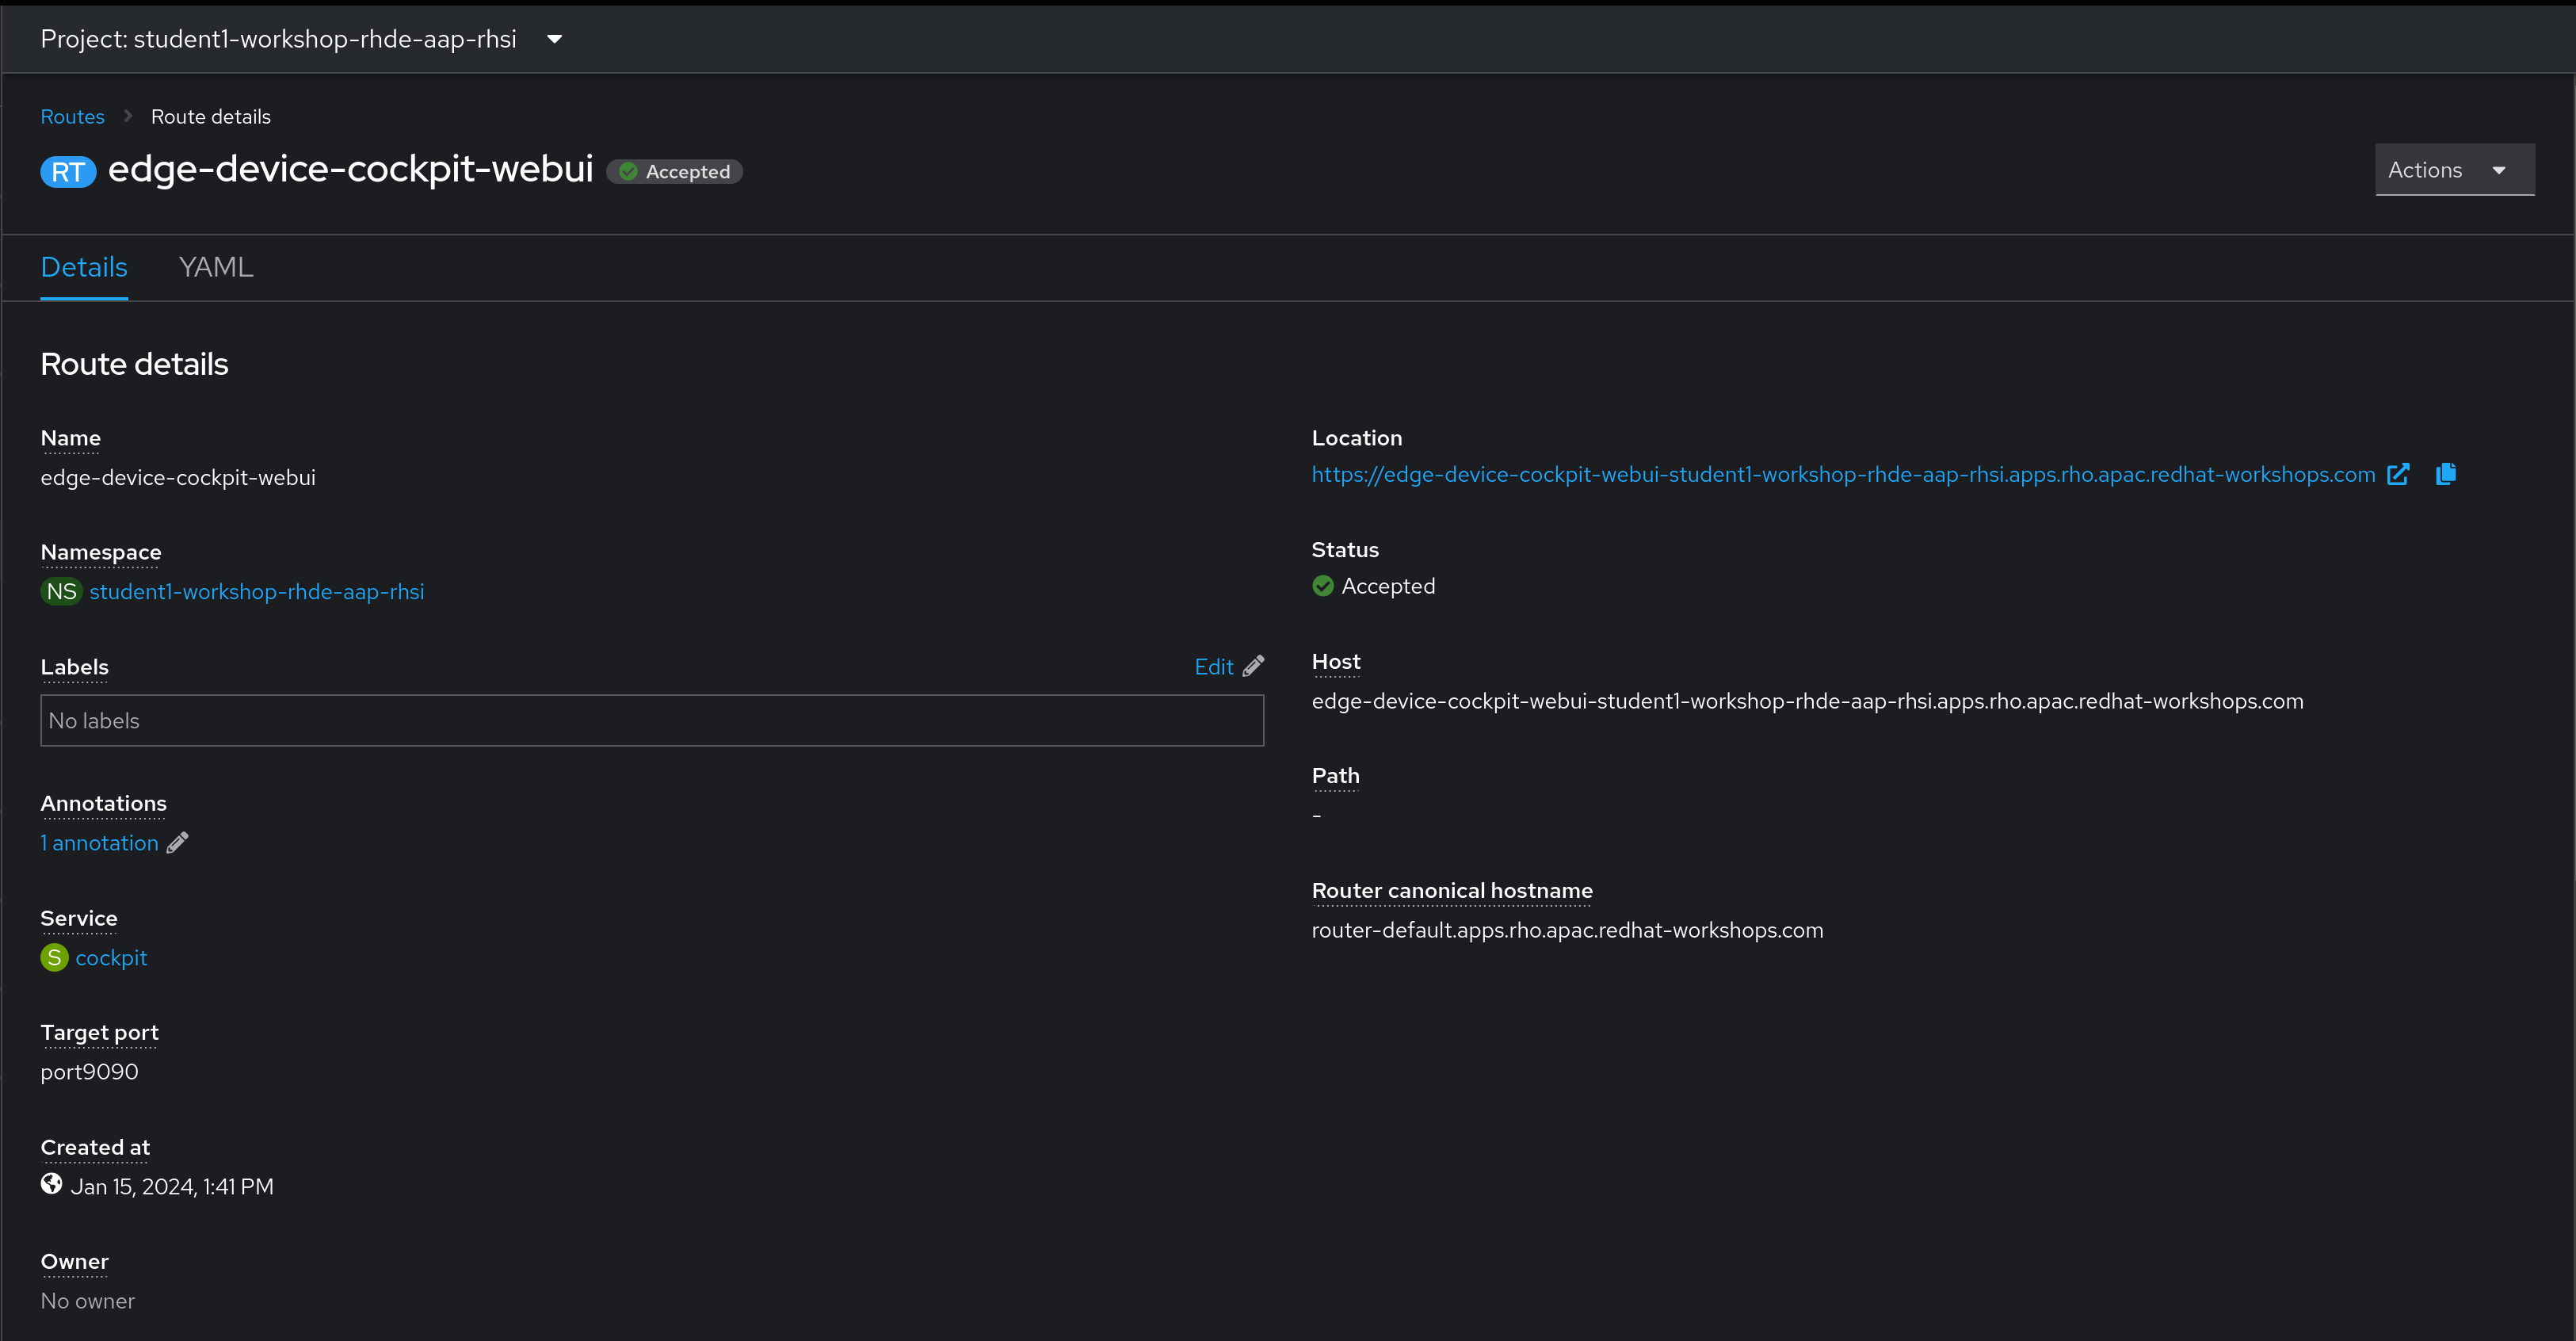 Project: student1-workshop-rhde-aap-rhsi
Routes
Route details
RT edge-device-cockpit-webui Accepted
Actions
Details YAML
Route details
Name
edge-device-cockpit-webui
Namespace
NS student1-workshop-rhde-aap-rhsi
Labels
Edit
No labels
Annotations
1 annotation
Service
S cockpit
Target port
port9090
Created at
Jan 15, 2024, 1:41 PM
Owner
No owner
Location
https://edge-device-cockpit-webui-student1-workshop-rhde-aap-rhsi.apps.rho.apac.redhat-workshops.com
Status
Accepted
Host
edge-device-cockpit-webui-student1-workshop-rhde-aap-rhsi.apps.rho.apac.redhat-workshops.com
Path
-
Router canonical hostname
router-default.apps.rho.apac.redhat-workshops.com